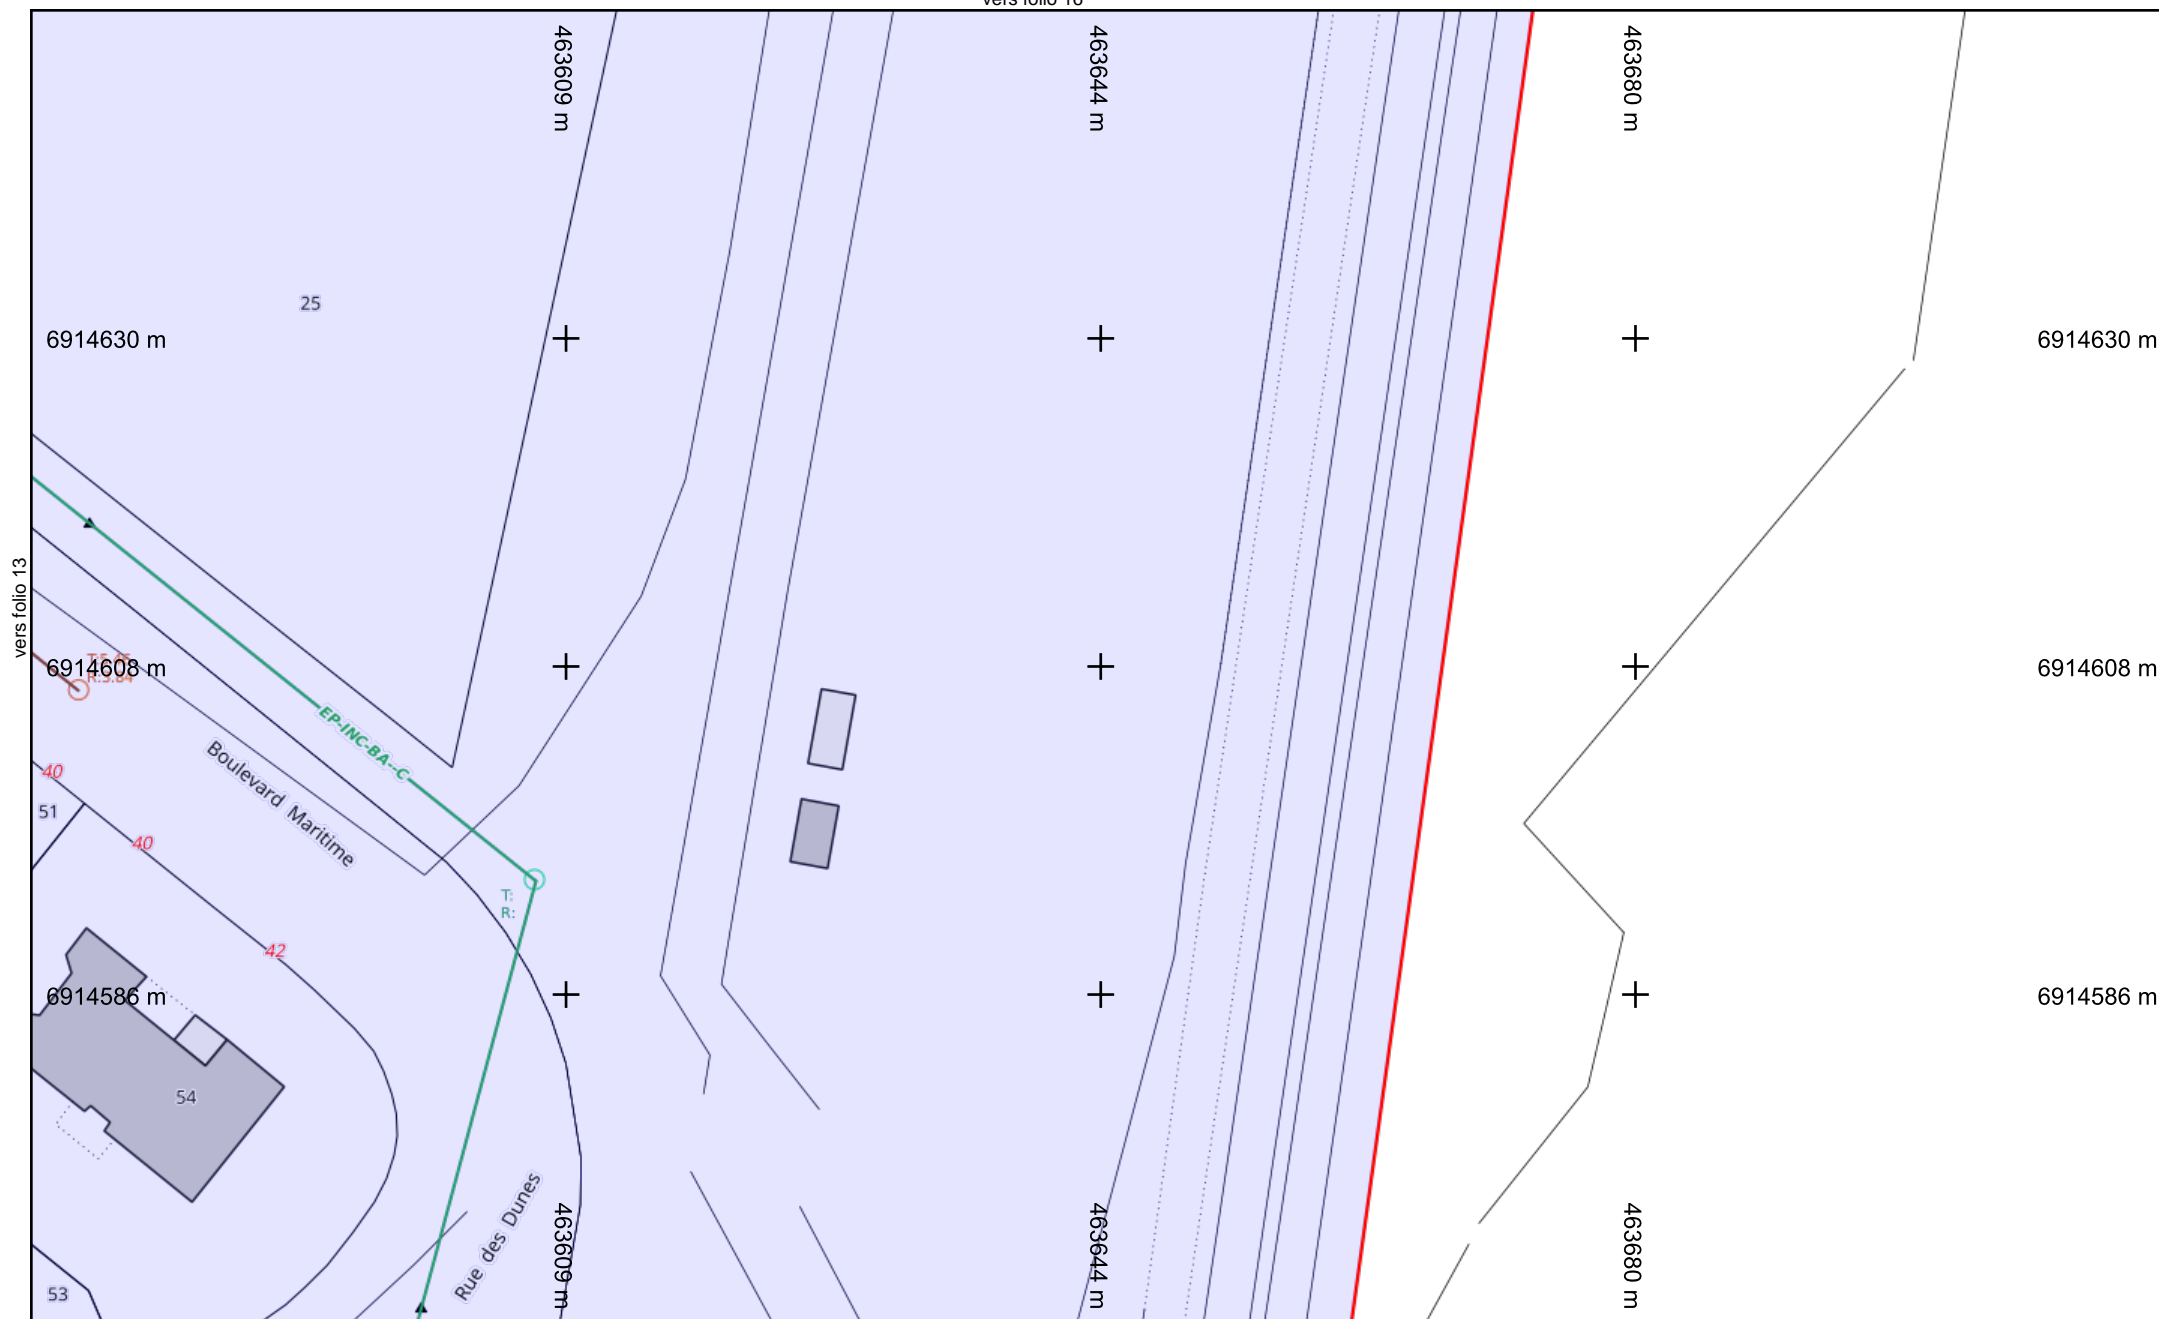 vers folio 16
463609 m
463644 m
463680 m
25
6914630 m
6914630 m
vers folio 13
6914608 m
6914608 m
EP-INC-BA--C
Boulevard Maritime
40
51
40
T:
R:
42
6914586 m
6914586 m
54
Rue des Dunes
463609 m
463644 m
463680 m
53